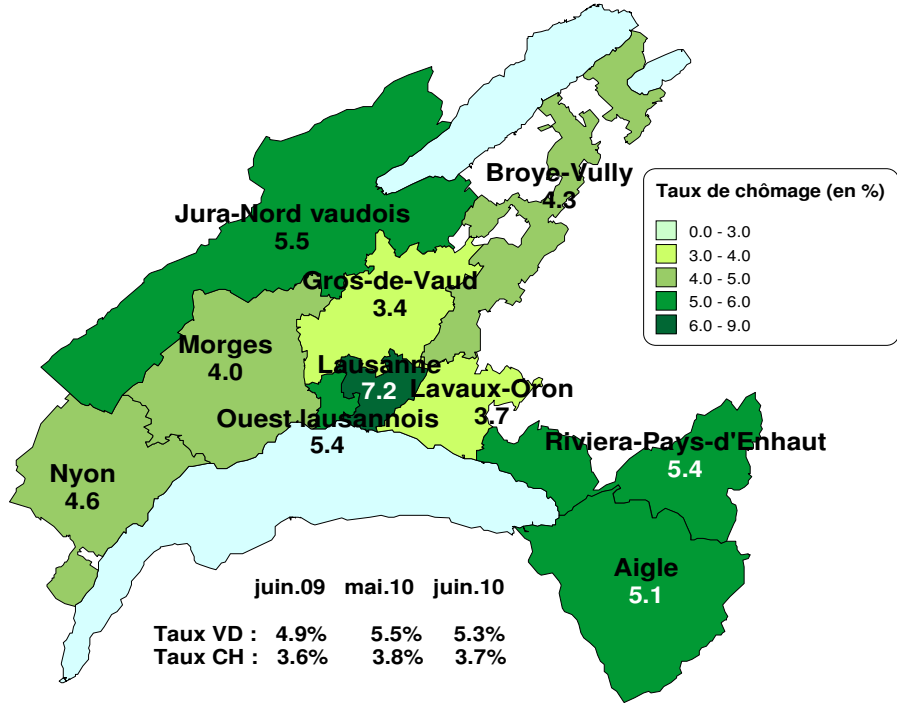 Broye-Vully
4.3
Taux de chômage (en %)
0.0 - 3.0
3.0 - 4.0
4.0 - 5.0
5.0 - 6.0
6.0 - 9.0
Jura-Nord vaudois
5.5
Gros-de-Vaud
3.4
Morges
4.0
Lausanne
7.2
Lavaux-Oron
3.7
Ouest lausannois
5.4
Riviera-Pays-d'Enhaut
5.4
Nyon
4.6
Aigle
5.1
juin.09 mai.10 juin.10
Taux VD : 4.9% 5.5% 5.3%
Taux CH : 3.6% 3.8% 3.7%